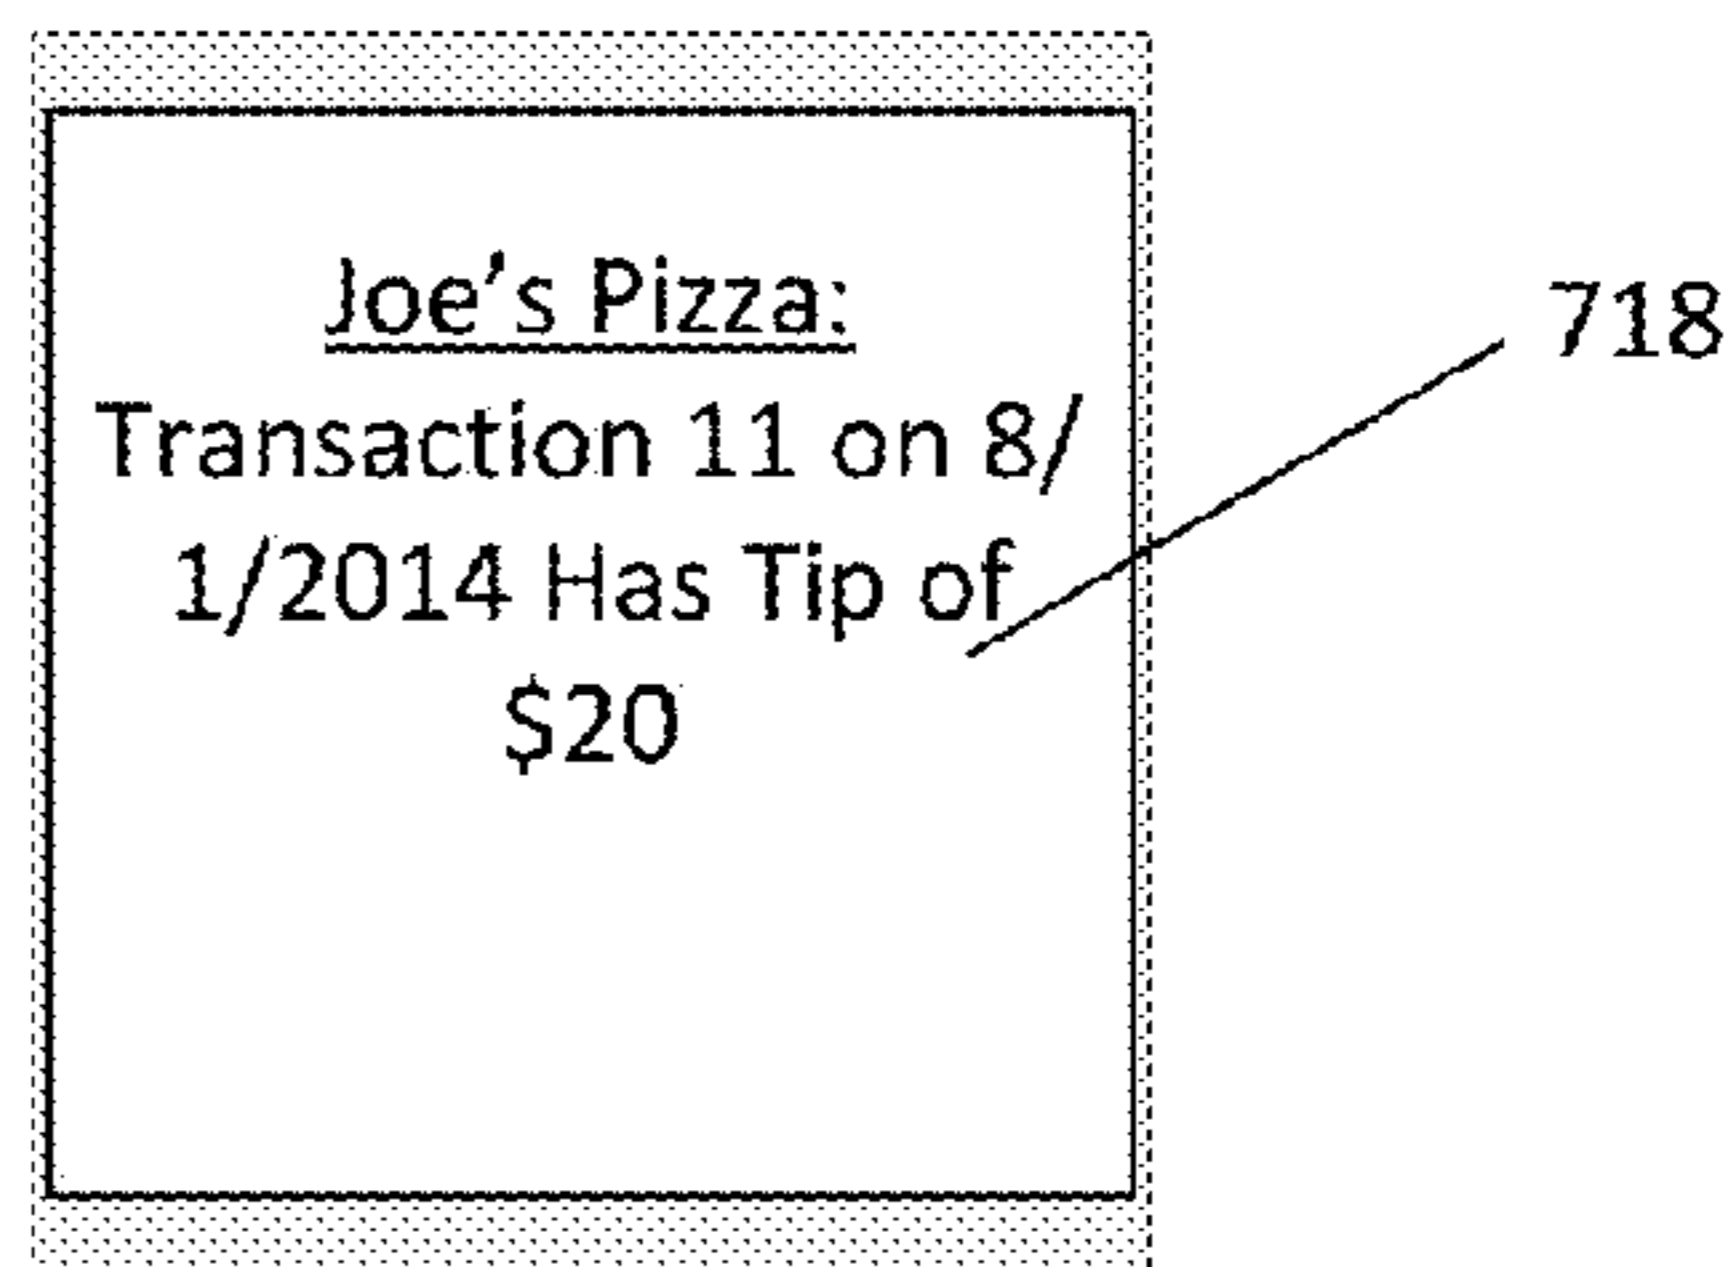 Joe's Pizza:
Transaction 11 on 8/
1/2014 Has Tip of
$20
718